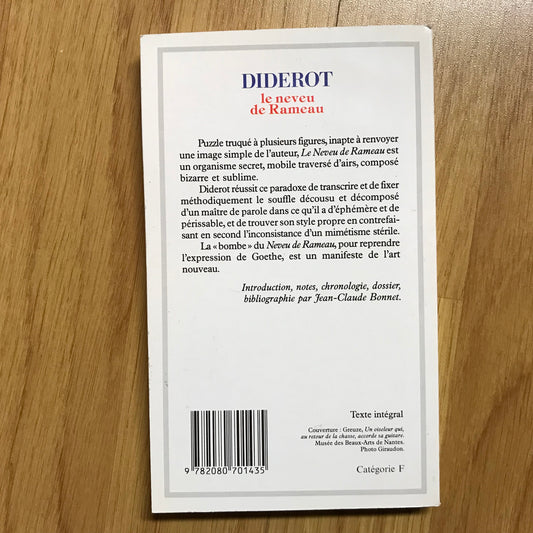 DIDEROT
le neveu
de Rameau
Puzzle truqué à plusieurs figures, inapte à renvoyer
une image simple de l'auteur, Le Neveu de Rameau est
un organisme secret, mobile traversé d'airs, composé
bizarre et sublime.
Diderot réussit ce paradoxe de transcrire et de fixer
méthodiquement le souffle décousu et décomposé
d'un maître de parole dans ce qu'il a d'éphémère et de
périssable, et de trouver son style propre en contrefai-
sant en second l'inconsistance d'un mimétisme stérile.
La «bombe» du Neveu de Rameau, pour reprendre
l'expression de Goethe, est un manifeste de l'art
nouveau.
Introduction, notes, chronologie, dossier,
bibliographie par Jean-Claude Bonnet.
Texte intégral
Couverture : Greuze, Un oiseleur qui,
au retour de la chasse, accorde sa guitare.
Musée des Beaux-Arts de Nantes.
Photo Giraudon.
9 782080 701435
Catégorie F